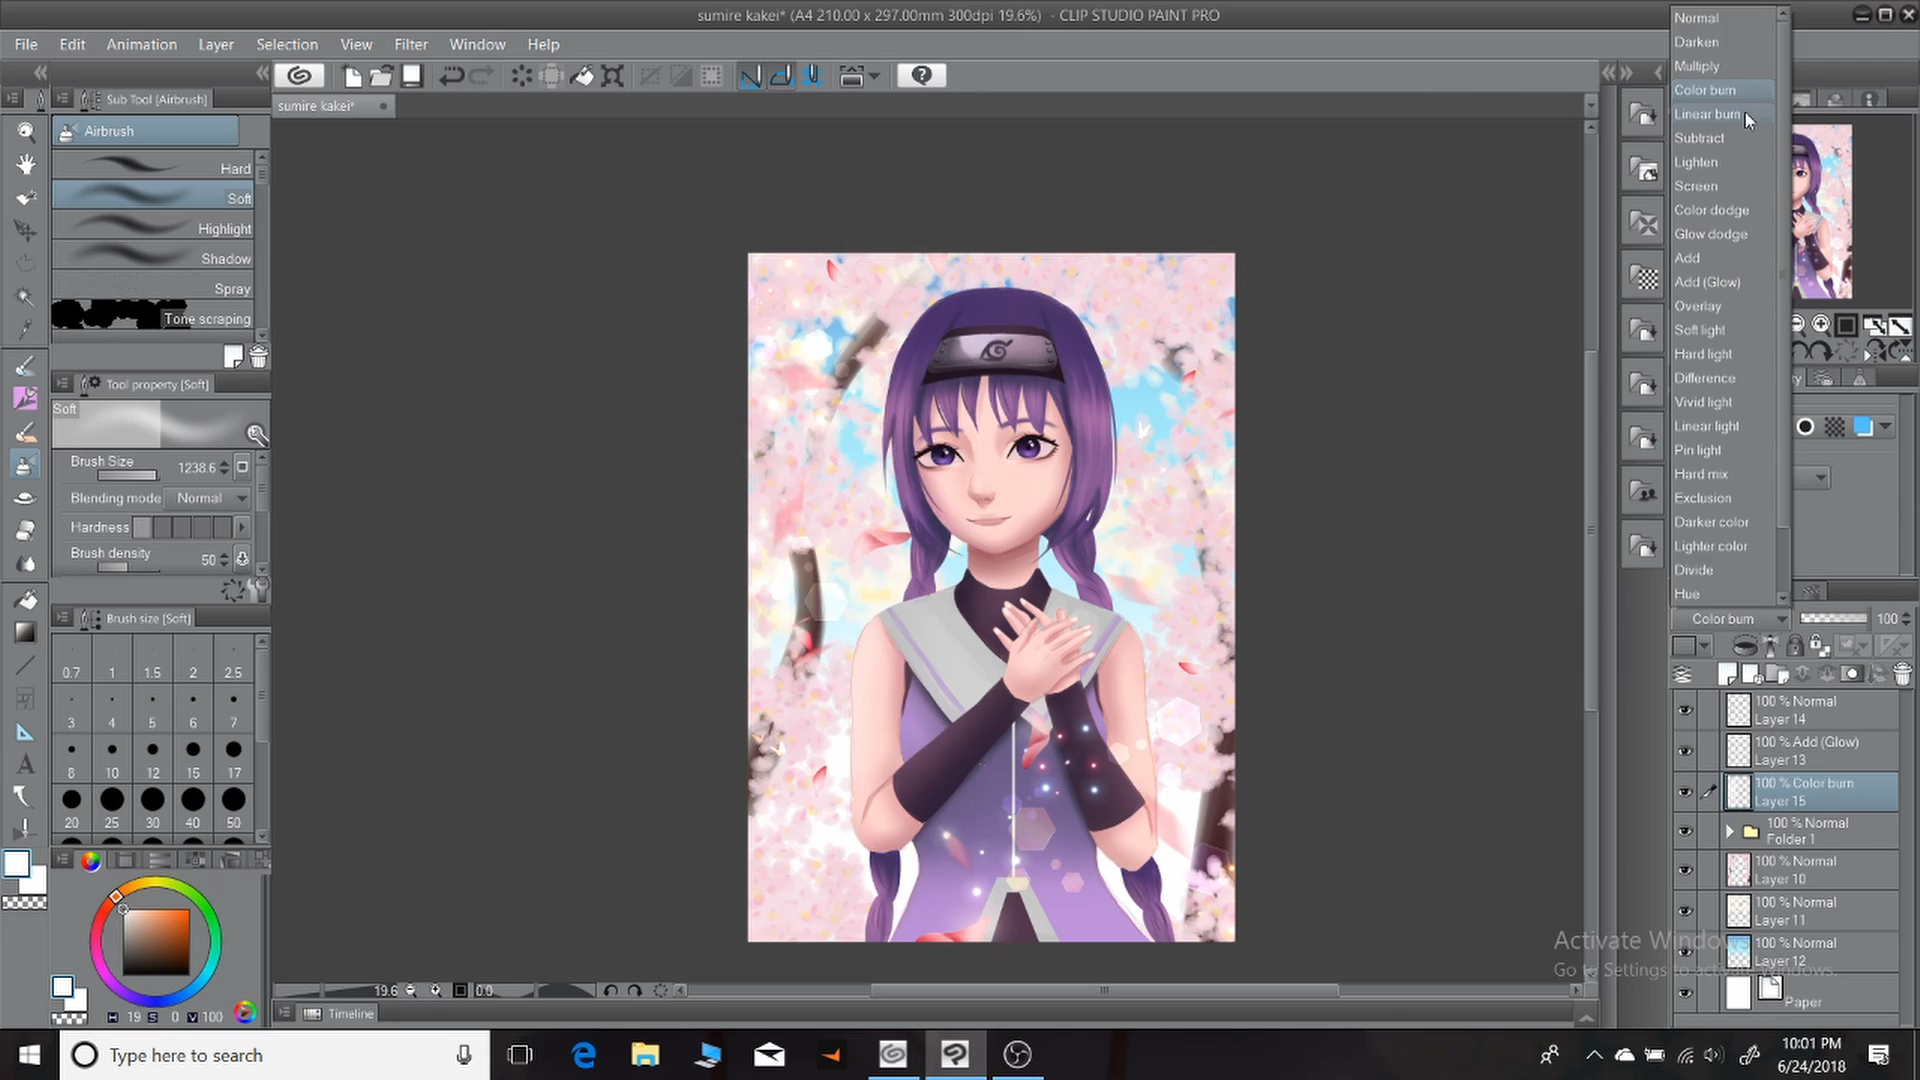 sumire kakei* (A4 210.00 x 297.00mm 300dpi 19.6%) - CLIP STUDIO PAINT PRO
File Edit Animation Layer Selection View Filter Window Help
Sub Tool [Airbrush]
sumire kakei*
Airbrush
Hard
Soft
Highlight
Shadow
Spray
Tone scraping
Tool property [Soft]
Soft
Brush Size 1238.6
Blending mode Normal
Hardness
Brush density 50
Brush size [Soft]
0.7 1 1.5 2 2.5
3 4 5 6 7
8 10 12 15 17
20 25 30 40 50
H 19 S 0 V 100
19.6 0.0
Timeline
Normal
Darken
Multiply
Color burn
Linear burn
Subtract
Lighten
Screen
Color dodge
Glow dodge
Add
Add (Glow)
Overlay
Soft light
Hard light
Difference
Vivid light
Linear light
Pin light
Hard mix
Exclusion
Darker color
Lighter color
Divide
Hue
Color burn 100
100 % Normal
Layer 14
100 % Add (Glow)
Layer 13
100 % Color burn
Layer 15
100 % Normal
Folder 1
100 % Normal
Layer 10
100 % Normal
Layer 11
100 % Normal
Layer 12
Paper
Activate Windows
Go to Settings to activate Windows.
Type here to search
10:01 PM
6/24/2018